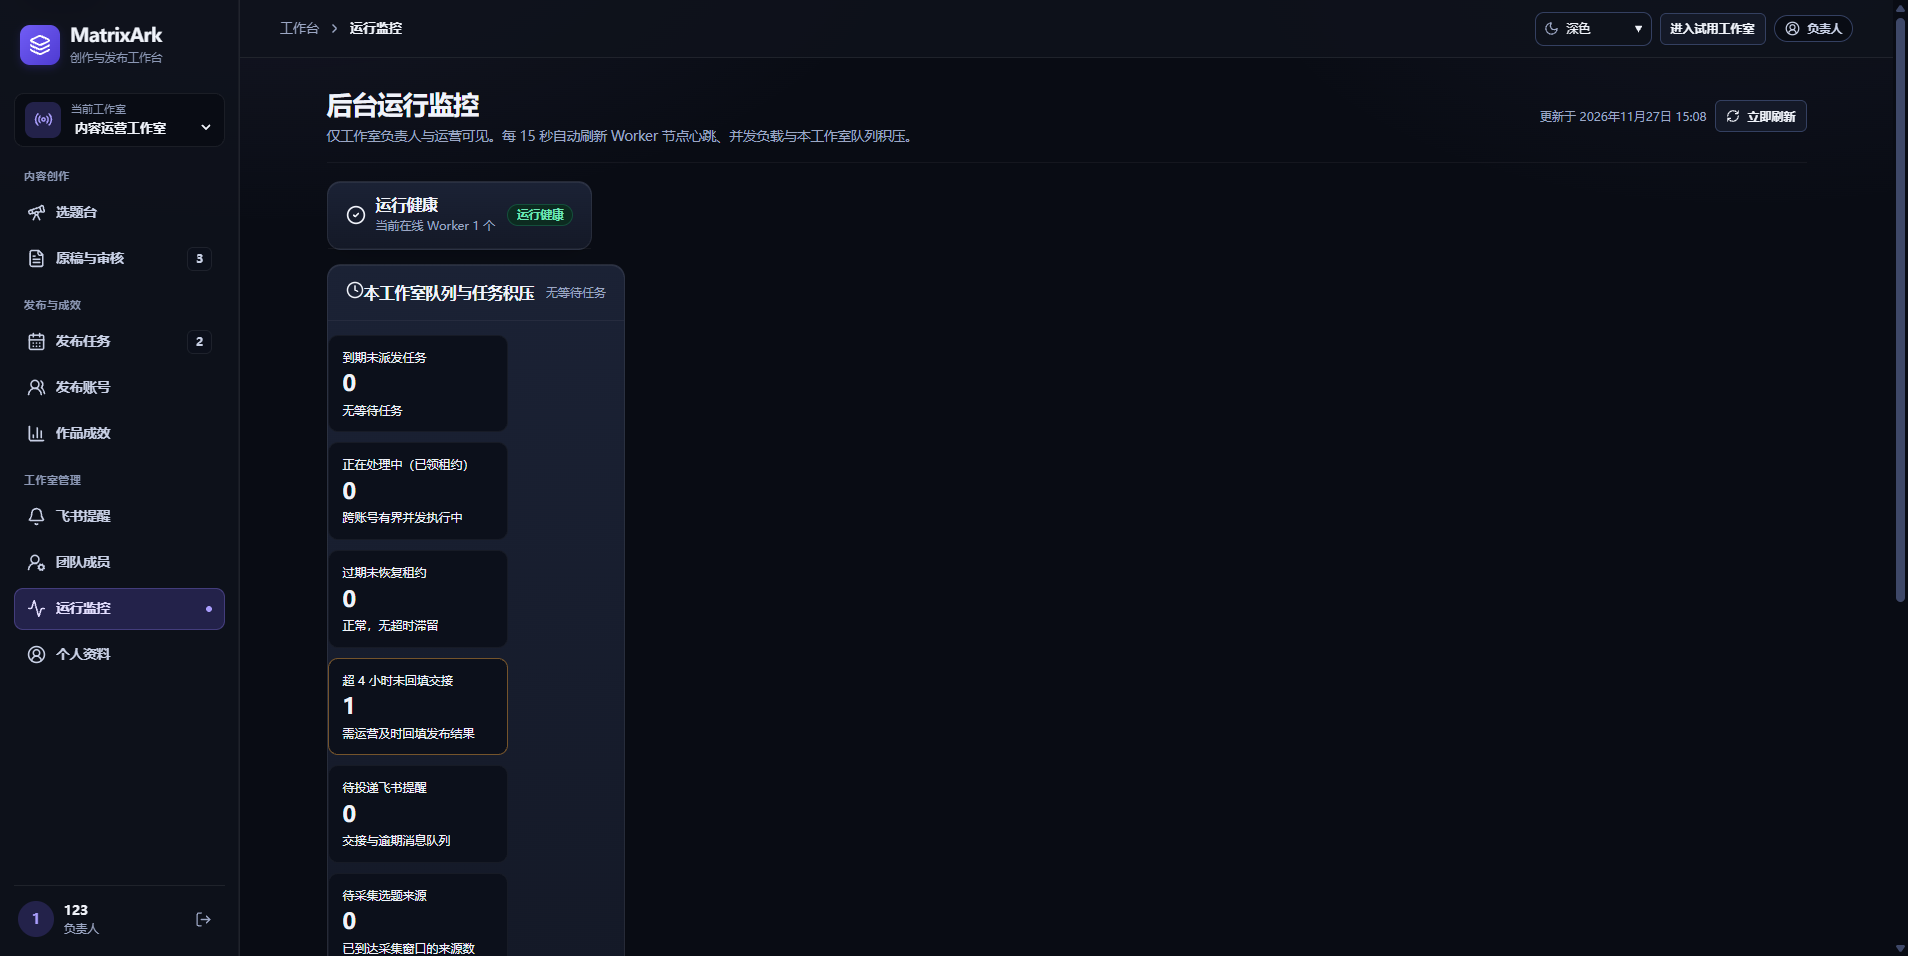 MatrixArk
创作与发布工作台
当前工作室
内容运营工作室
内容创作
选题台
原稿与审核
3
发布与成效
发布任务
2
发布账号
作品成效
工作室管理
飞书提醒
团队成员
运行监控
个人资料
1
123
负责人
工作台 > 运行监控
深色
进入试用工作室
负责人
后台运行监控
仅工作室负责人与运营可见。每 15 秒自动刷新 Worker 节点心跳、并发负载与本工作室队列积压。
更新于 2026年11月27日 15:08
立即刷新
运行健康
当前在线 Worker 1 个
运行健康
本工作室队列与任务积压
无等待任务
到期未派发任务
0
无等待任务
正在处理中（已领租约）
0
跨账号有界并发执行中
过期未恢复租约
0
正常，无超时滞留
超 4 小时未回填交接
1
需运营及时回填发布结果
待投递飞书提醒
0
交接与逾期消息队列
待采集选题来源
0
已到达采集窗口的来源数